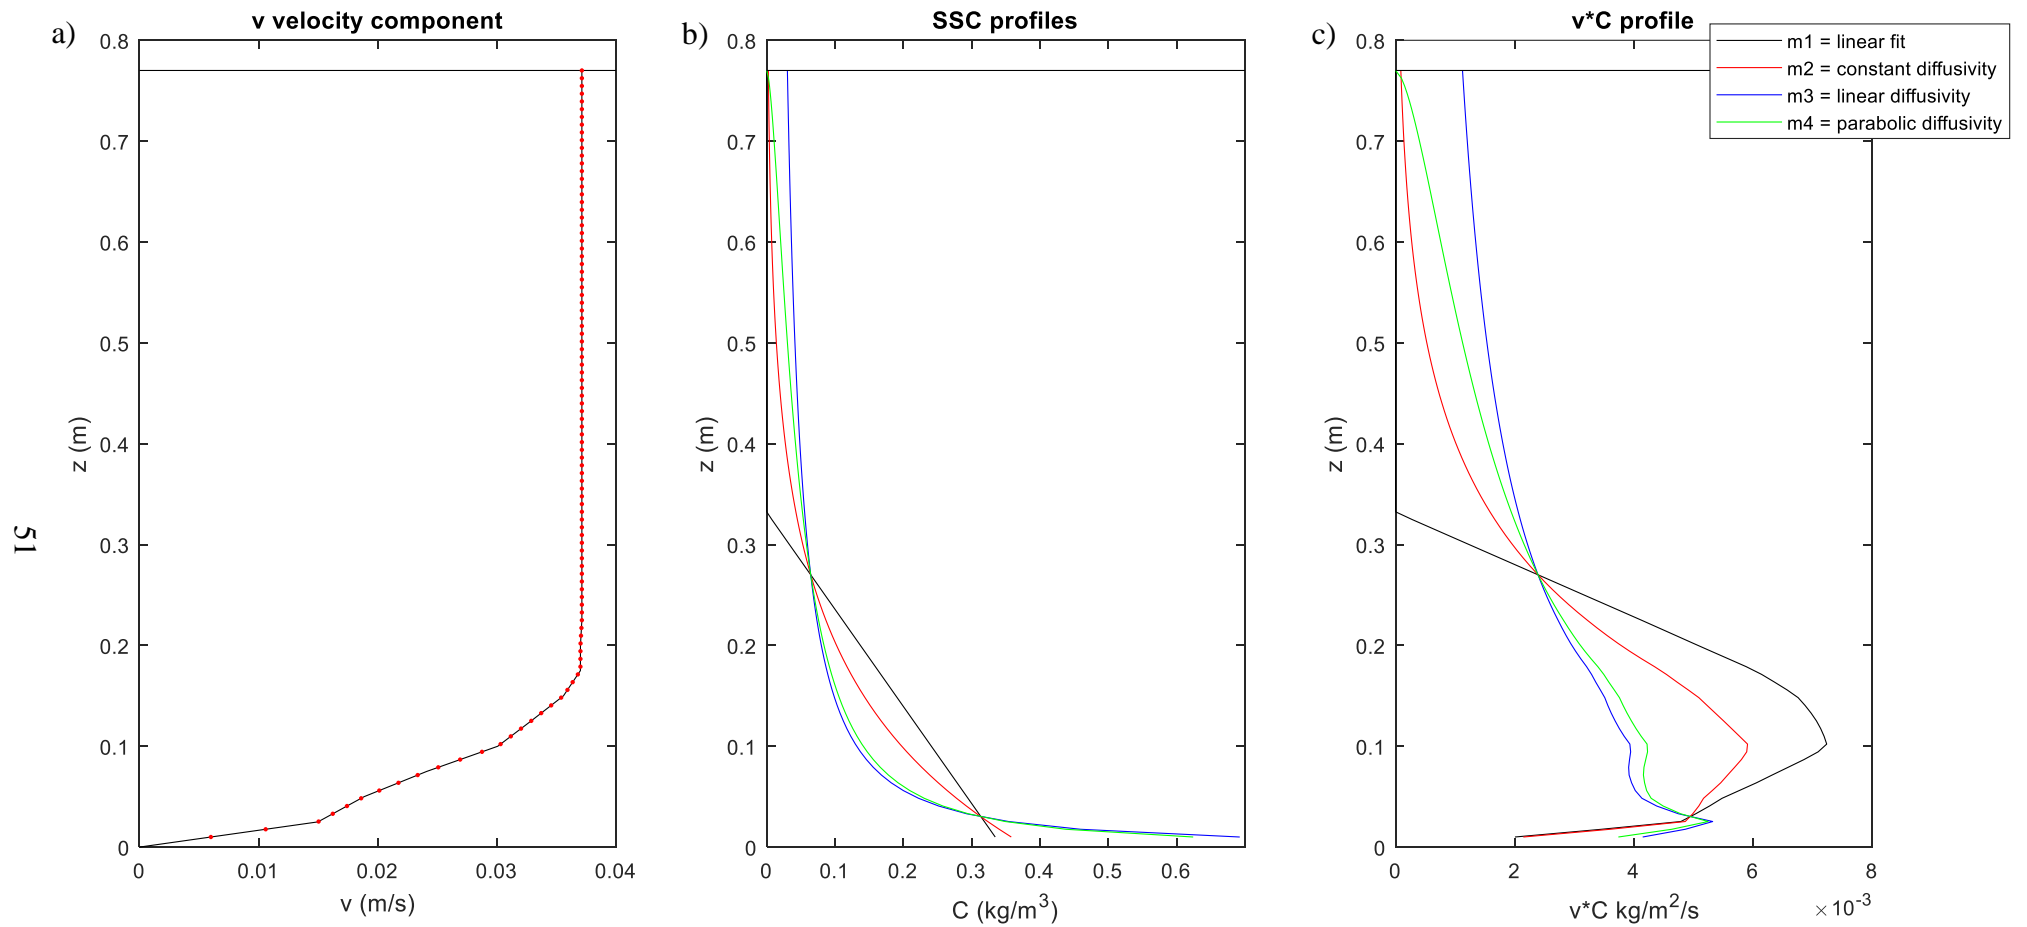 a)
v velocity component
0.8
0.7
0.6
0.5
0.4
0.3
0.2
0.1
0
z (m)
0
0.01
0.02
0.03
0.04
v (m/s)
b)
SSC profiles
0.8
0.7
0.6
0.5
0.4
0.3
0.2
0.1
0
z (m)
0
0.1
0.2
0.3
0.4
0.5
0.6
C (kg/m³)
c)
v*C profile
m1 = linear fit
m2 = constant diffusivity
m3 = linear diffusivity
m4 = parabolic diffusivity
0.8
0.7
0.6
0.5
0.4
0.3
0.2
0.1
0
z (m)
0
2
4
6
8
v*C kg/m²/s
× 10⁻³
51